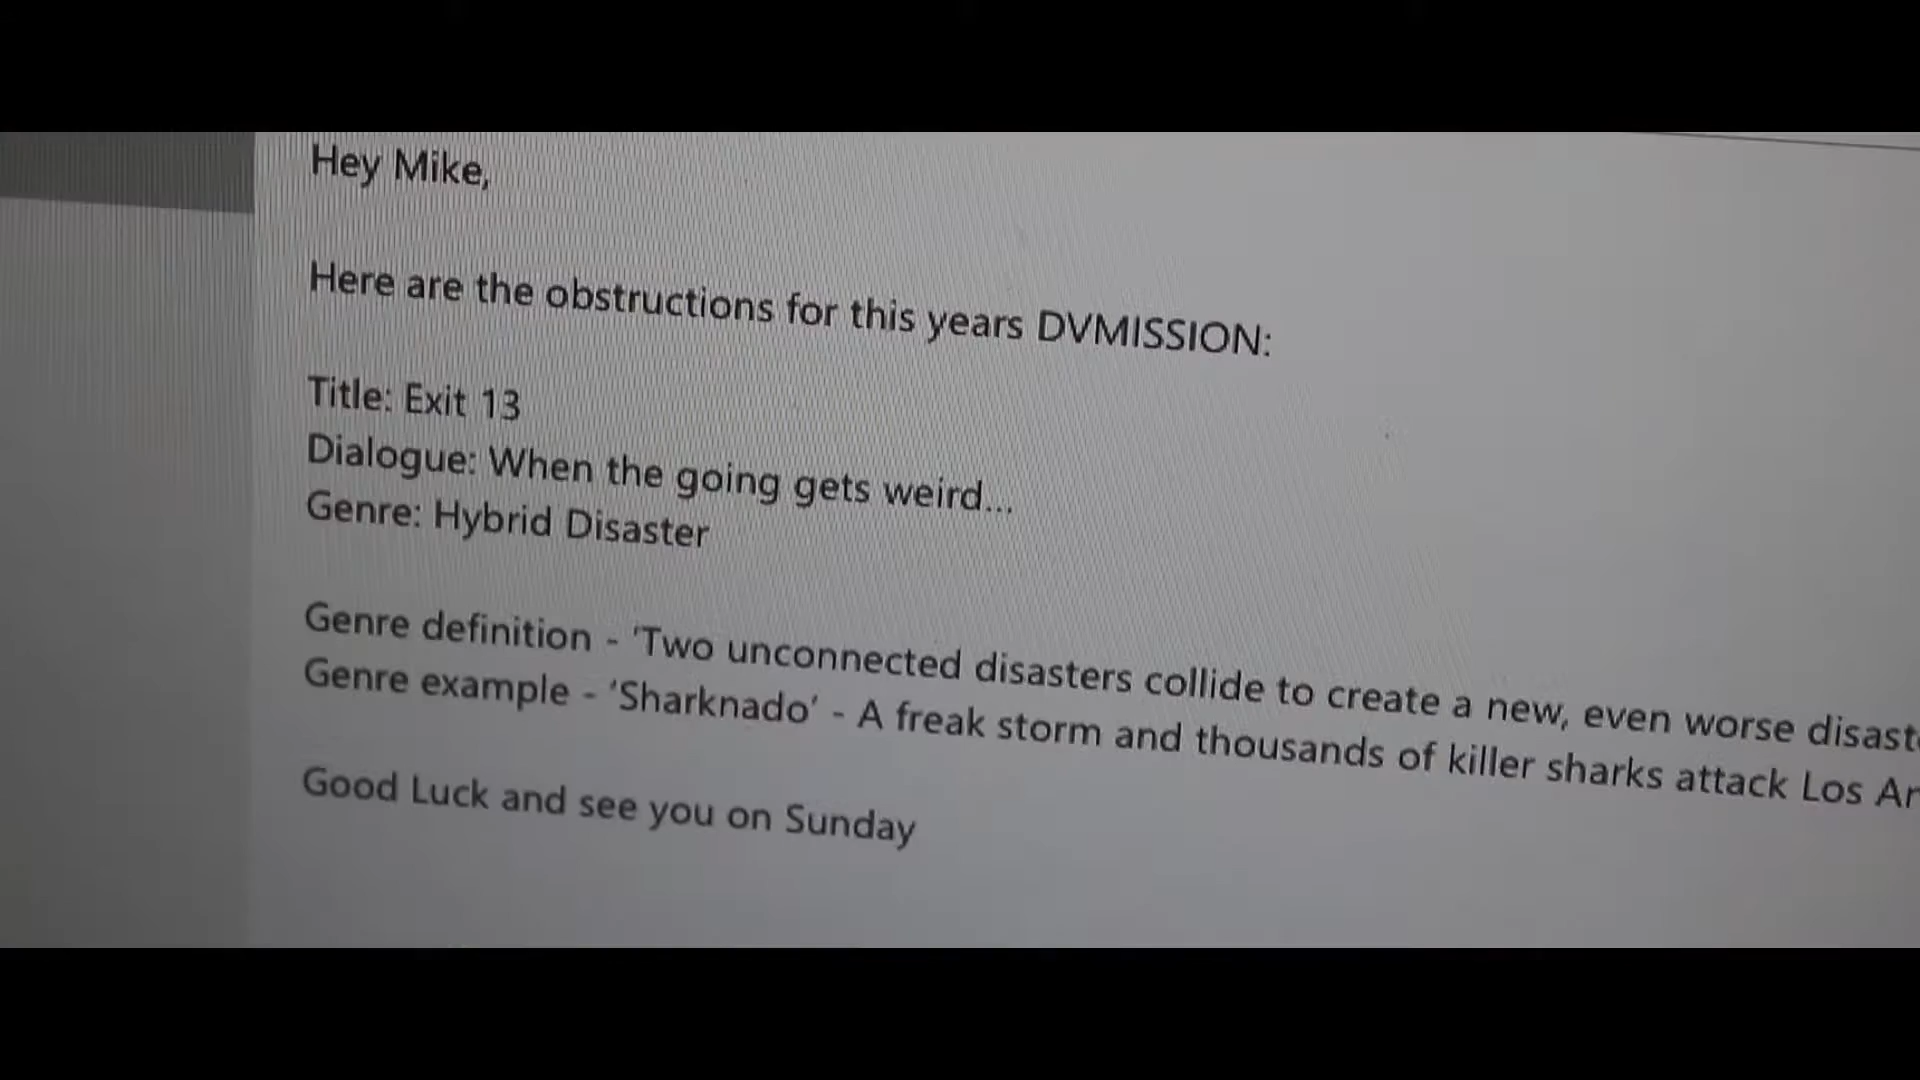 Hey Mike,
Here are the obstructions for this years DVMISSION:
Title: Exit 13
Dialogue: When the going gets weird...
Genre: Hybrid Disaster
Genre definition - 'Two unconnected disasters collide to create a new, even worse
Genre example - 'Sharknado' - A freak storm and thousands of killer sharks attack Los
Good Luck and see you on Sunday